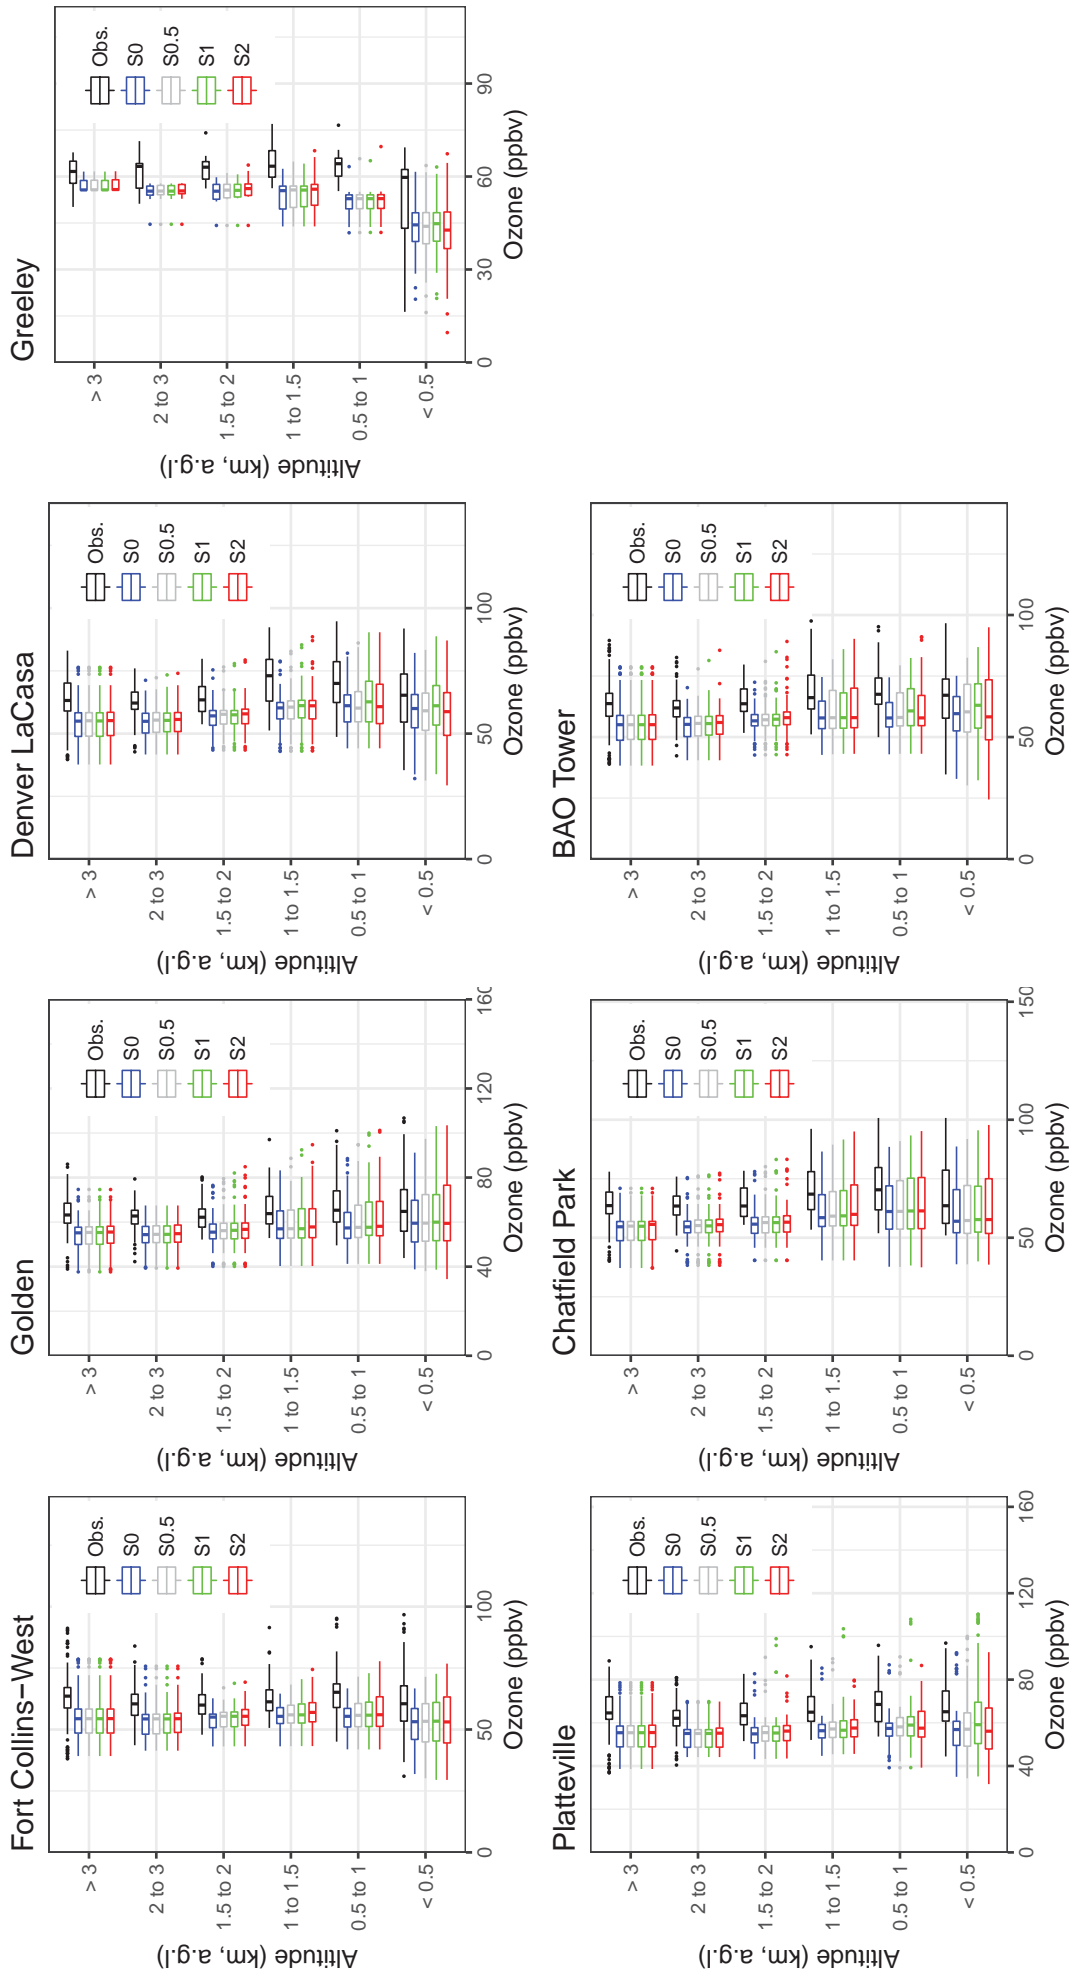 Fort Collins−West
> 3
2 to 3
1.5 to 2
1 to 1.5
0.5 to 1
< 0.5
Altitude (km, a.g.l)
0
50
100
Ozone (ppbv)
Obs.
S0
S0.5
S1
S2
Golden
> 3
2 to 3
1.5 to 2
1 to 1.5
0.5 to 1
< 0.5
Altitude (km, a.g.l)
0
40
80
120
160
Ozone (ppbv)
Obs.
S0
S0.5
S1
S2
Denver LaCasa
> 3
2 to 3
1.5 to 2
1 to 1.5
0.5 to 1
< 0.5
Altitude (km, a.g.l)
0
50
100
Ozone (ppbv)
Obs.
S0
S0.5
S1
S2
Greeley
> 3
2 to 3
1.5 to 2
1 to 1.5
0.5 to 1
< 0.5
Altitude (km, a.g.l)
0
30
60
90
Ozone (ppbv)
Obs.
S0
S0.5
S1
S2
Platteville
> 3
2 to 3
1.5 to 2
1 to 1.5
0.5 to 1
< 0.5
Altitude (km, a.g.l)
0
40
80
120
160
Ozone (ppbv)
Obs.
S0
S0.5
S1
S2
Chatfield Park
> 3
2 to 3
1.5 to 2
1 to 1.5
0.5 to 1
< 0.5
Altitude (km, a.g.l)
0
50
100
150
Ozone (ppbv)
Obs.
S0
S0.5
S1
S2
BAO Tower
> 3
2 to 3
1.5 to 2
1 to 1.5
0.5 to 1
< 0.5
Altitude (km, a.g.l)
0
50
100
Ozone (ppbv)
Obs.
S0
S0.5
S1
S2